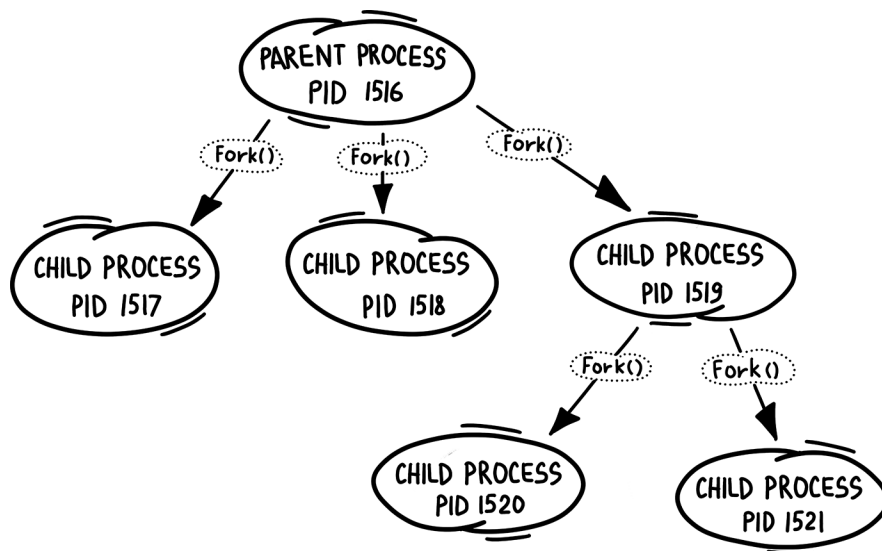 PARENT PROCESS
PID 1516
Fork()
Fork()
Fork()
CHILD PROCESS
PID 1517
CHILD PROCESS
PID 1518
CHILD PROCESS
PID 1519
Fork()
Fork()
CHILD PROCESS
PID 1520
CHILD PROCESS
PID 1521